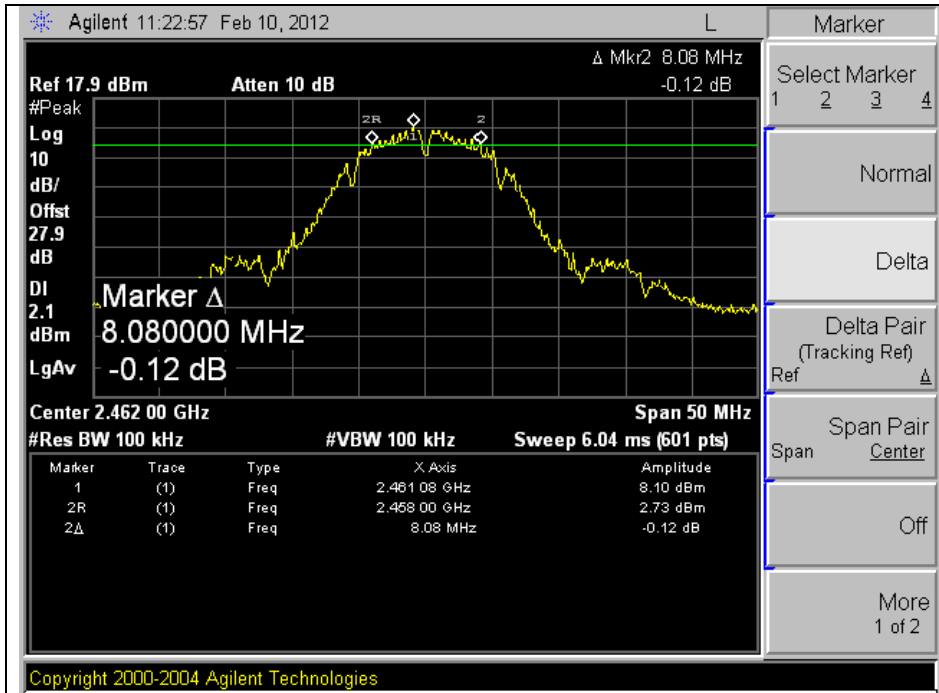 Agilent 11:22:57 Feb 10, 2012 L
Δ Mkr2 8.08 MHz
Ref 17.9 dBm Atten 10 dB -0.12 dB
#Peak
Log
10
dB/
Offst
27.9
dB
DI
2.1
dBm
LgAv
2R
1
2
Marker Δ
8.080000 MHz
-0.12 dB
Center 2.462 00 GHz Span 50 MHz
#Res BW 100 kHz #VBW 100 kHz Sweep 6.04 ms (601 pts)
Marker Trace Type X Axis Amplitude
1 (1) Freq 2.461 08 GHz 8.10 dBm
2R (1) Freq 2.458 00 GHz 2.73 dBm
2Δ (1) Freq 8.08 MHz -0.12 dB
Copyright 2000-2004 Agilent Technologies
Marker
Select Marker
1 2 3 4
Normal
Delta
Delta Pair
(Tracking Ref)
Ref Δ
Span Pair
Span Center
Off
More
1 of 2